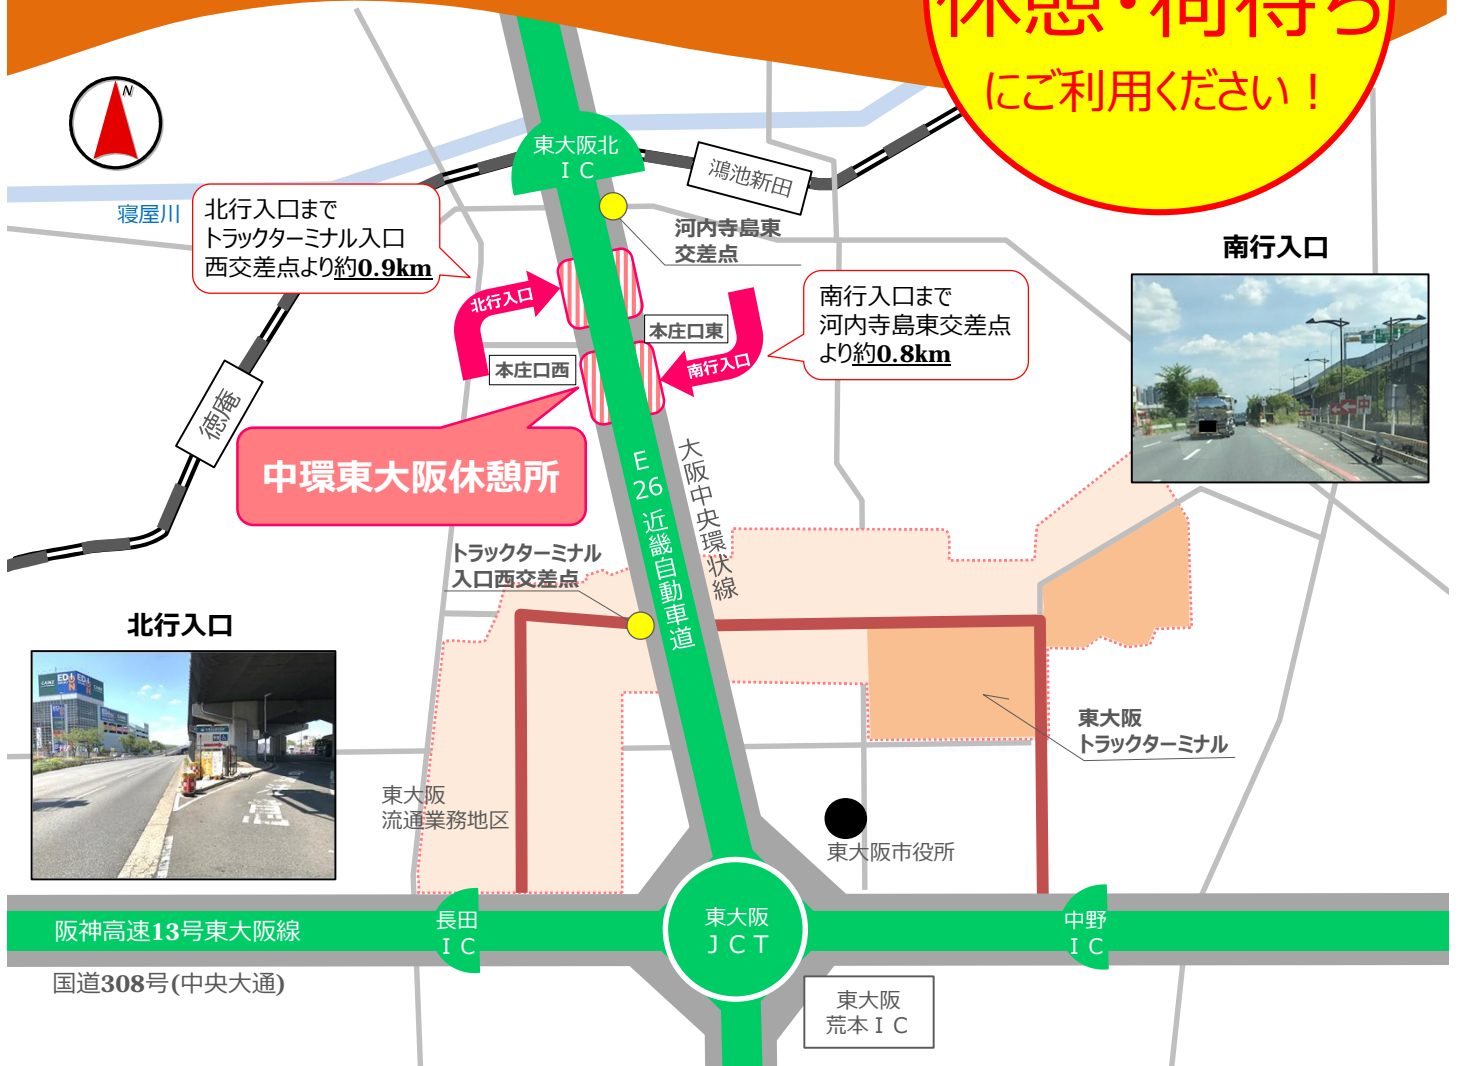 休憩・荷待ち
にご利用ください！
N
東大阪北
ＩＣ
鴻池新田
寝屋川
北行入口まで
トラックターミナル入口
西交差点より約0.9km
河内寺島東
交差点
南行入口
北行入口
本庄口東
南行入口まで
河内寺島東交差点
より約0.8km
本庄口西
南行入口
徳庵
中環東大阪休憩所
E26 近畿自動車道
大阪中央環状線
トラックターミナル
入口西交差点
北行入口
東大阪
トラックターミナル
東大阪
流通業務地区
東大阪市役所
阪神高速13号東大阪線
長田
ＩＣ
東大阪
ＪＣＴ
中野
ＩＣ
国道308号(中央大通)
東大阪
荒本ＩＣ